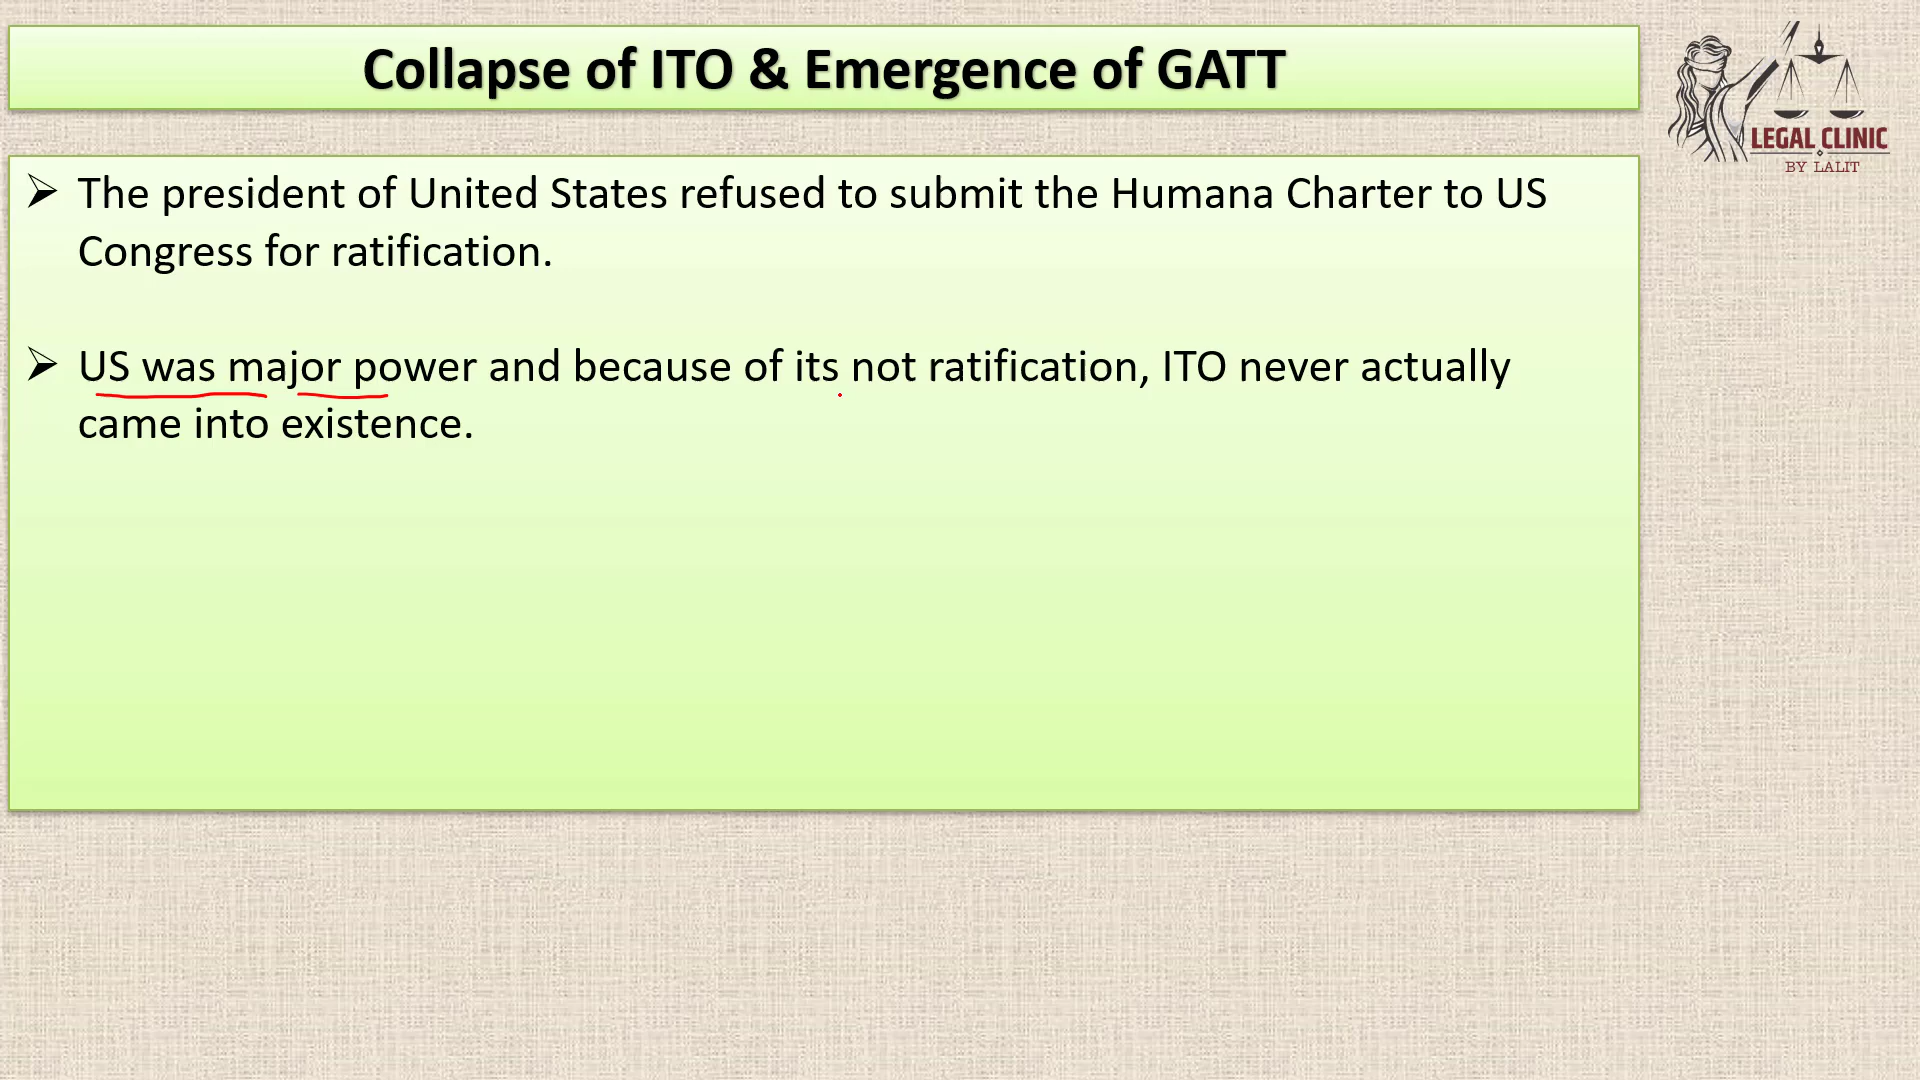 Collapse of ITO & Emergence of GATT
LEGAL CLINIC
BY LALIT
➢ The president of United States refused to submit the Humana Charter to US
Congress for ratification.
➢ US was major power and because of its not ratification, ITO never actually
came into existence.